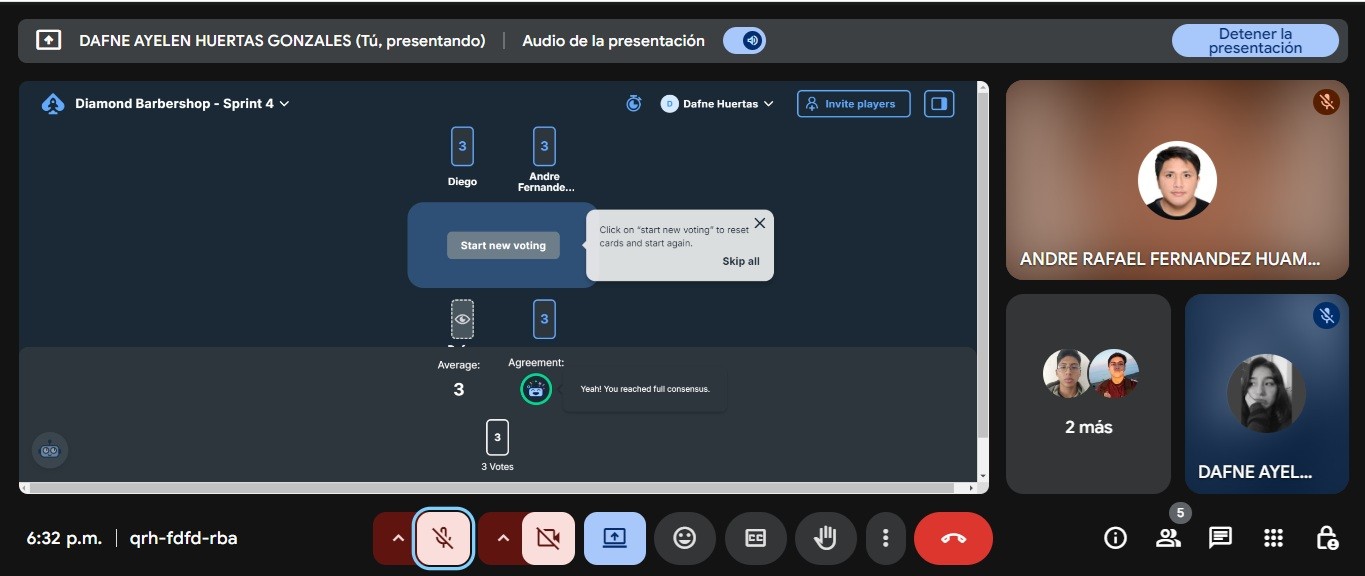 DAFNE AYELEN HUERTAS GONZALES (Tú, presentando)
Audio de la presentación
Detener la
presentación
Diamond Barbershop - Sprint 4
D
Dafne Huertas
Invite players
3
3
Diego
Andre
Fernande...
Start new voting
Click on "start new voting" to reset
cards and start again.
Skip all
3
Average:
3
Agreement:
Yeah! You reached full consensus.
3
3 Votes
ANDRE RAFAEL FERNANDEZ HUAM...
2 más
DAFNE AYEL...
6:32 p.m.
qrh-fdfd-rba
CC
5